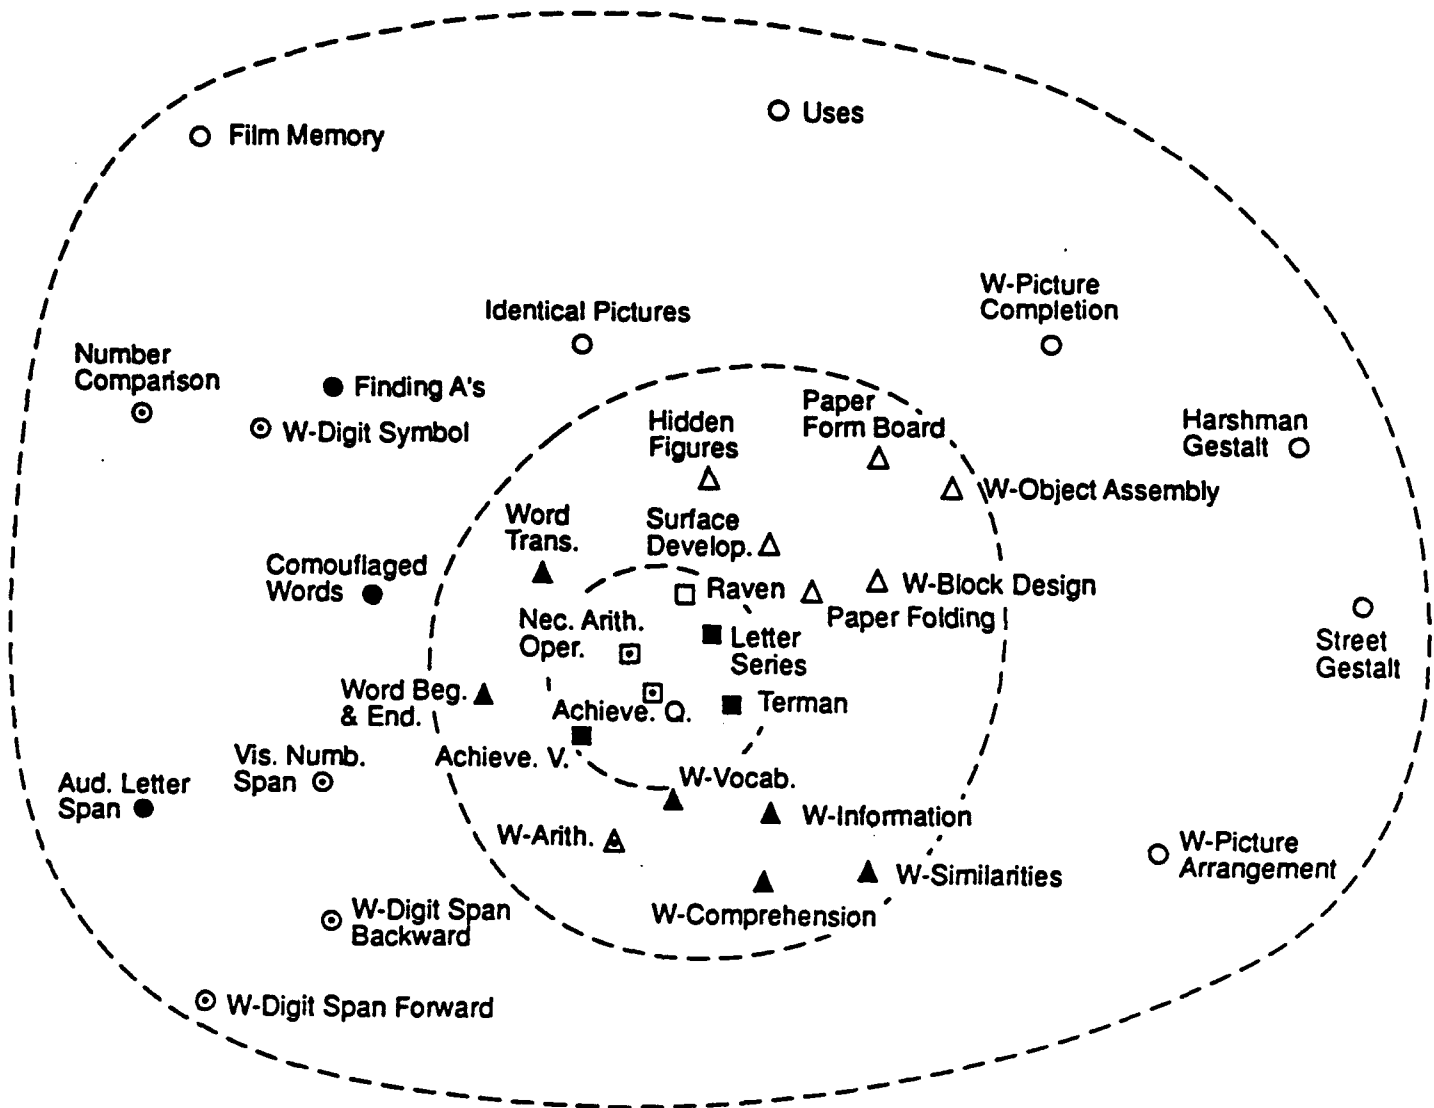 Film Memory
Uses
W-Picture
Completion
Identical Pictures
Number
Comparison
Finding A's
W-Digit Symbol
Hidden
Figures
Paper
Form Board
Harshman
Gestalt
W-Object Assembly
Word
Trans.
Surface
Develop.
Comouflaged
Words
Raven
W-Block Design
Paper Folding
Nec. Arith.
Oper.
Letter
Series
Street
Gestalt
Word Beg.
& End.
Achieve. Q.
Terman
Achieve. V.
Vis. Numb.
Span
Aud. Letter
Span
W-Vocab.
W-Information
W-Arith.
W-Picture
Arrangement
W-Similarities
W-Comprehension
W-Digit Span
Backward
W-Digit Span Forward